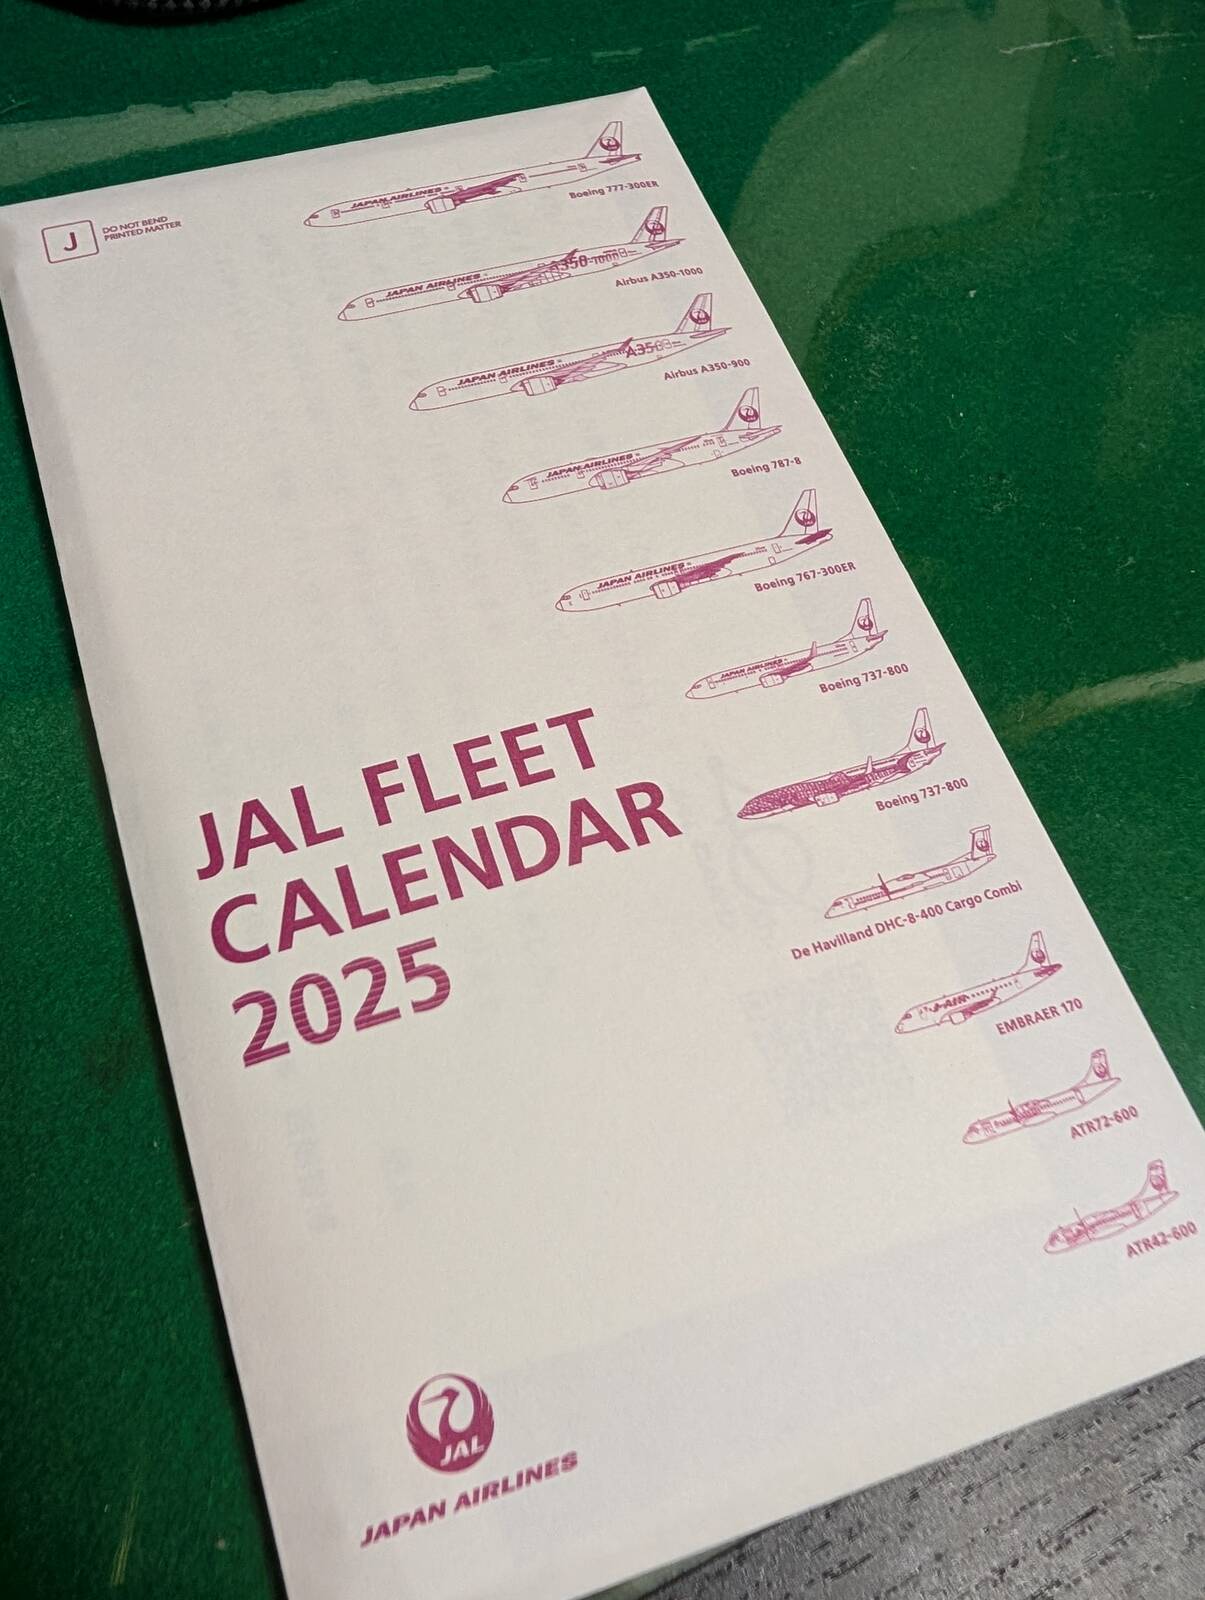 J
DO NOT BEND
PRINTED MATTER
JAPAN AIRLINES
Boeing 777-300ER
JAPAN AIRLINES
A350-1000
Airbus A350-1000
JAPAN AIRLINES
A350
Airbus A350-900
JAPAN AIRLINES
Boeing 787-8
JAPAN AIRLINES
Boeing 767-300ER
JAPAN AIRLINES
Boeing 737-800
Boeing 737-800
De Havilland DHC-8-400 Cargo Combi
J-AIR
EMBRAER 170
ATR72-600
ATR42-600
JAL FLEET
CALENDAR
2025
JAL
JAPAN AIRLINES